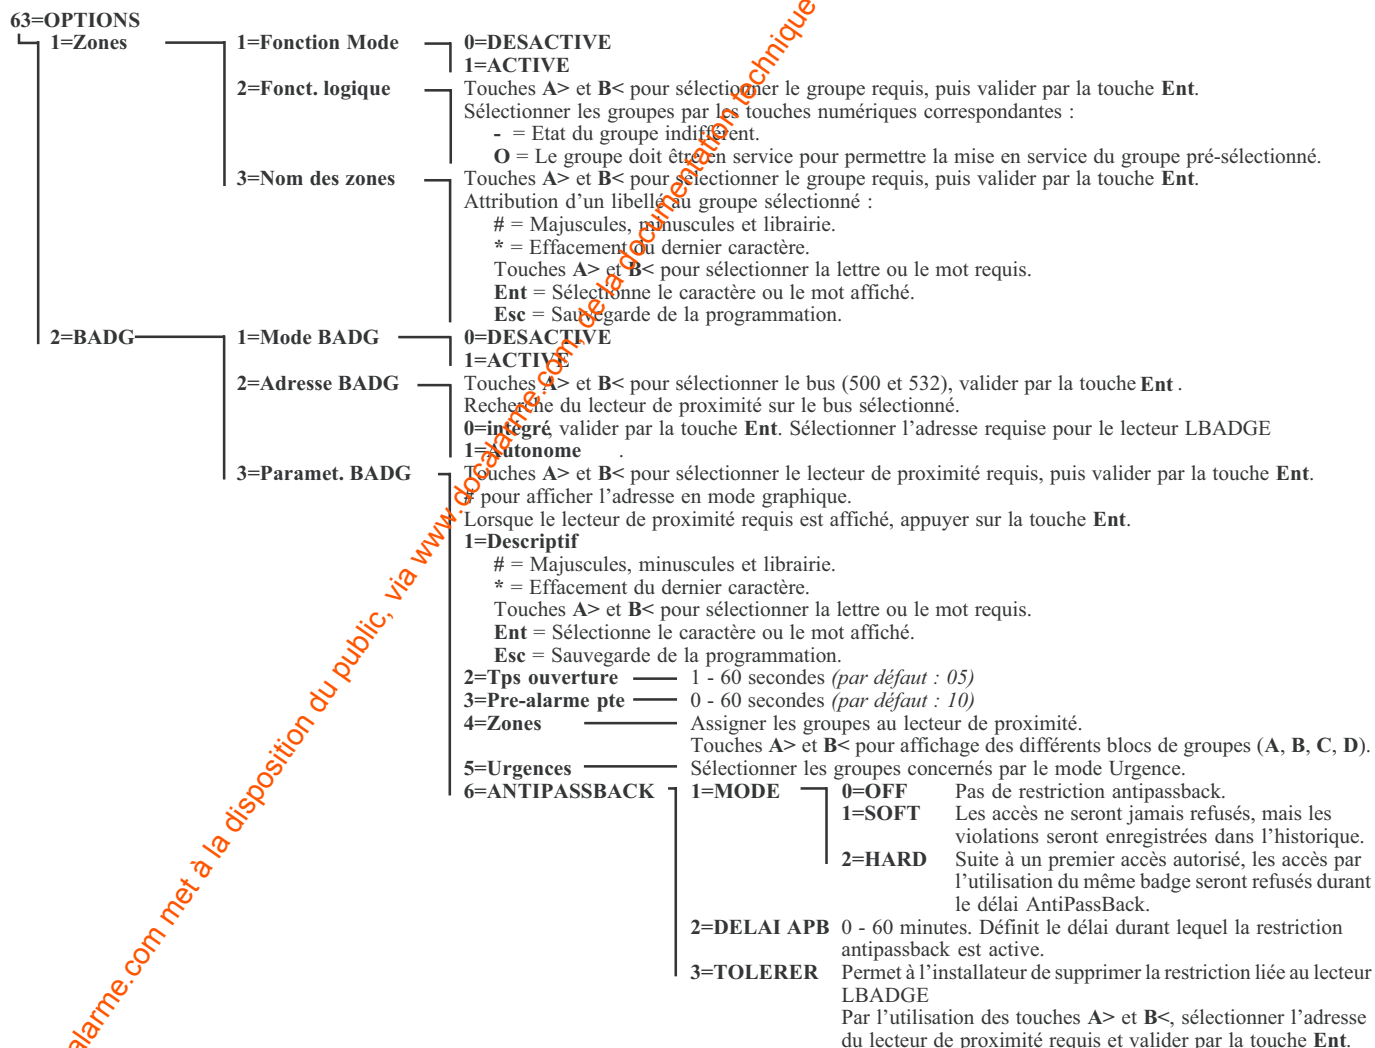 63=OPTIONS
1=Zones
1=Fonction Mode
0=DESACTIVE
1=ACTIVE
2=Fonct. logique
Touches A> et B< pour sélectionner le groupe requis, puis valider par la touche Ent.
Sélectionner les groupes par les touches numériques correspondantes :
- = Etat du groupe indifférent.
O = Le groupe doit être en service pour permettre la mise en service du groupe pré-sélectionné.
3=Nom des zones
Touches A> et B< pour sélectionner le groupe requis, puis valider par la touche Ent.
Attribution d'un libellé au groupe sélectionné :
# = Majuscules, minuscules et librairie.
* = Effacement du dernier caractère.
Touches A> et B< pour sélectionner la lettre ou le mot requis.
Ent = Sélectionne le caractère ou le mot affiché.
Esc = Sauvegarde de la programmation.
2=BADG
1=Mode BADG
0=DESACTIVE
1=ACTIVE
2=Adresse BADG
Touches A> et B< pour sélectionner le bus (500 et 532), valider par la touche Ent .
Recherche du lecteur de proximité sur le bus sélectionné.
0=intégré, valider par la touche Ent. Sélectionner l'adresse requise pour le lecteur LBADGE
1=Autonome .
3=Paramet. BADG
Touches A> et B< pour sélectionner le lecteur de proximité requis, puis valider par la touche Ent.
# pour afficher l'adresse en mode graphique.
Lorsque le lecteur de proximité requis est affiché, appuyer sur la touche Ent.
1=Descriptif
# = Majuscules, minuscules et librairie.
* = Effacement du dernier caractère.
Touches A> et B< pour sélectionner la lettre ou le mot requis.
Ent = Sélectionne le caractère ou le mot affiché.
Esc = Sauvegarde de la programmation.
2=Tps ouverture
1 - 60 secondes (par défaut : 05)
3=Pre-alarme pte
0 - 60 secondes (par défaut : 10)
4=Zones
Assigner les groupes au lecteur de proximité.
Touches A> et B< pour affichage des différents blocs de groupes (A, B, C, D).
5=Urgences
Sélectionner les groupes concernés par le mode Urgence.
6=ANTIPASSBACK
1=MODE
0=OFF Pas de restriction antipassback.
1=SOFT Les accès ne seront jamais refusés, mais les
violations seront enregistrées dans l'historique.
2=HARD Suite à un premier accès autorisé, les accès par
l'utilisation du même badge seront refusés durant
le délai AntiPassBack.
2=DELAI APB 0 - 60 minutes. Définit le délai durant lequel la restriction
antipassback est active.
3=TOLERER Permet à l'installateur de supprimer la restriction liée au lecteur
LBADGE
Par l'utilisation des touches A> et B<, sélectionner l'adresse
du lecteur de proximité requis et valider par la touche Ent.
alarme.com met à la disposition du public, via www.docalarme.com, de la documentation technique